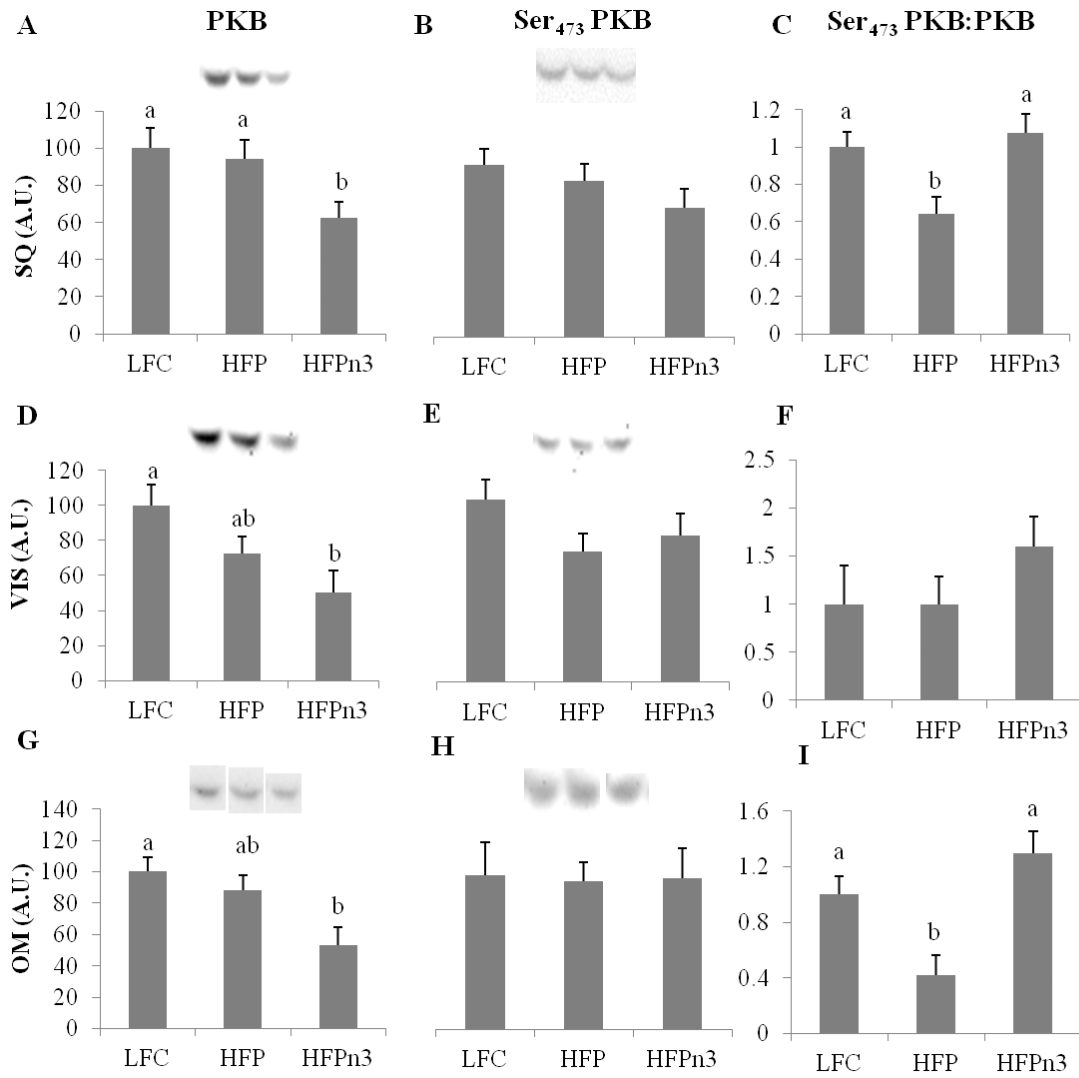 A PKB
B Ser473 PKB
C Ser473 PKB:PKB
SQ (A.U.)
120
100
80
60
40
20
0
a
a
b
LFC HFP HFPn3
LFC HFP HFPn3
1.2
1
0.8
0.6
0.4
0.2
0
a
b
a
LFC HFP HFPn3
D
VIS (A.U.)
120
100
80
60
40
20
0
a
ab
b
LFC HFP HFPn3
E
LFC HFP HFPn3
F
2.5
2
1.5
1
0.5
0
LFC HFP HFPn3
G
OM (A.U.)
140
120
100
80
60
40
20
0
a
ab
b
LFC HFP HFPn3
H
LFC HFP HFPn3
I
1.6
1.2
0.8
0.4
0
a
b
a
LFC HFP HFPn3